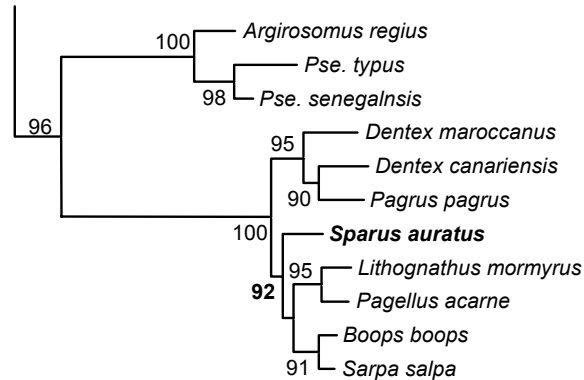 Argirosomus regius
100
Pse. typus
98
Pse. senegalnsis
96
Dentex maroccanus
95
Dentex canariensis
90
Pagrus pagrus
100
Sparus auratus
92
95
Lithognathus mormyrus
Pagellus acarne
Boops boops
91
Sarpa salpa